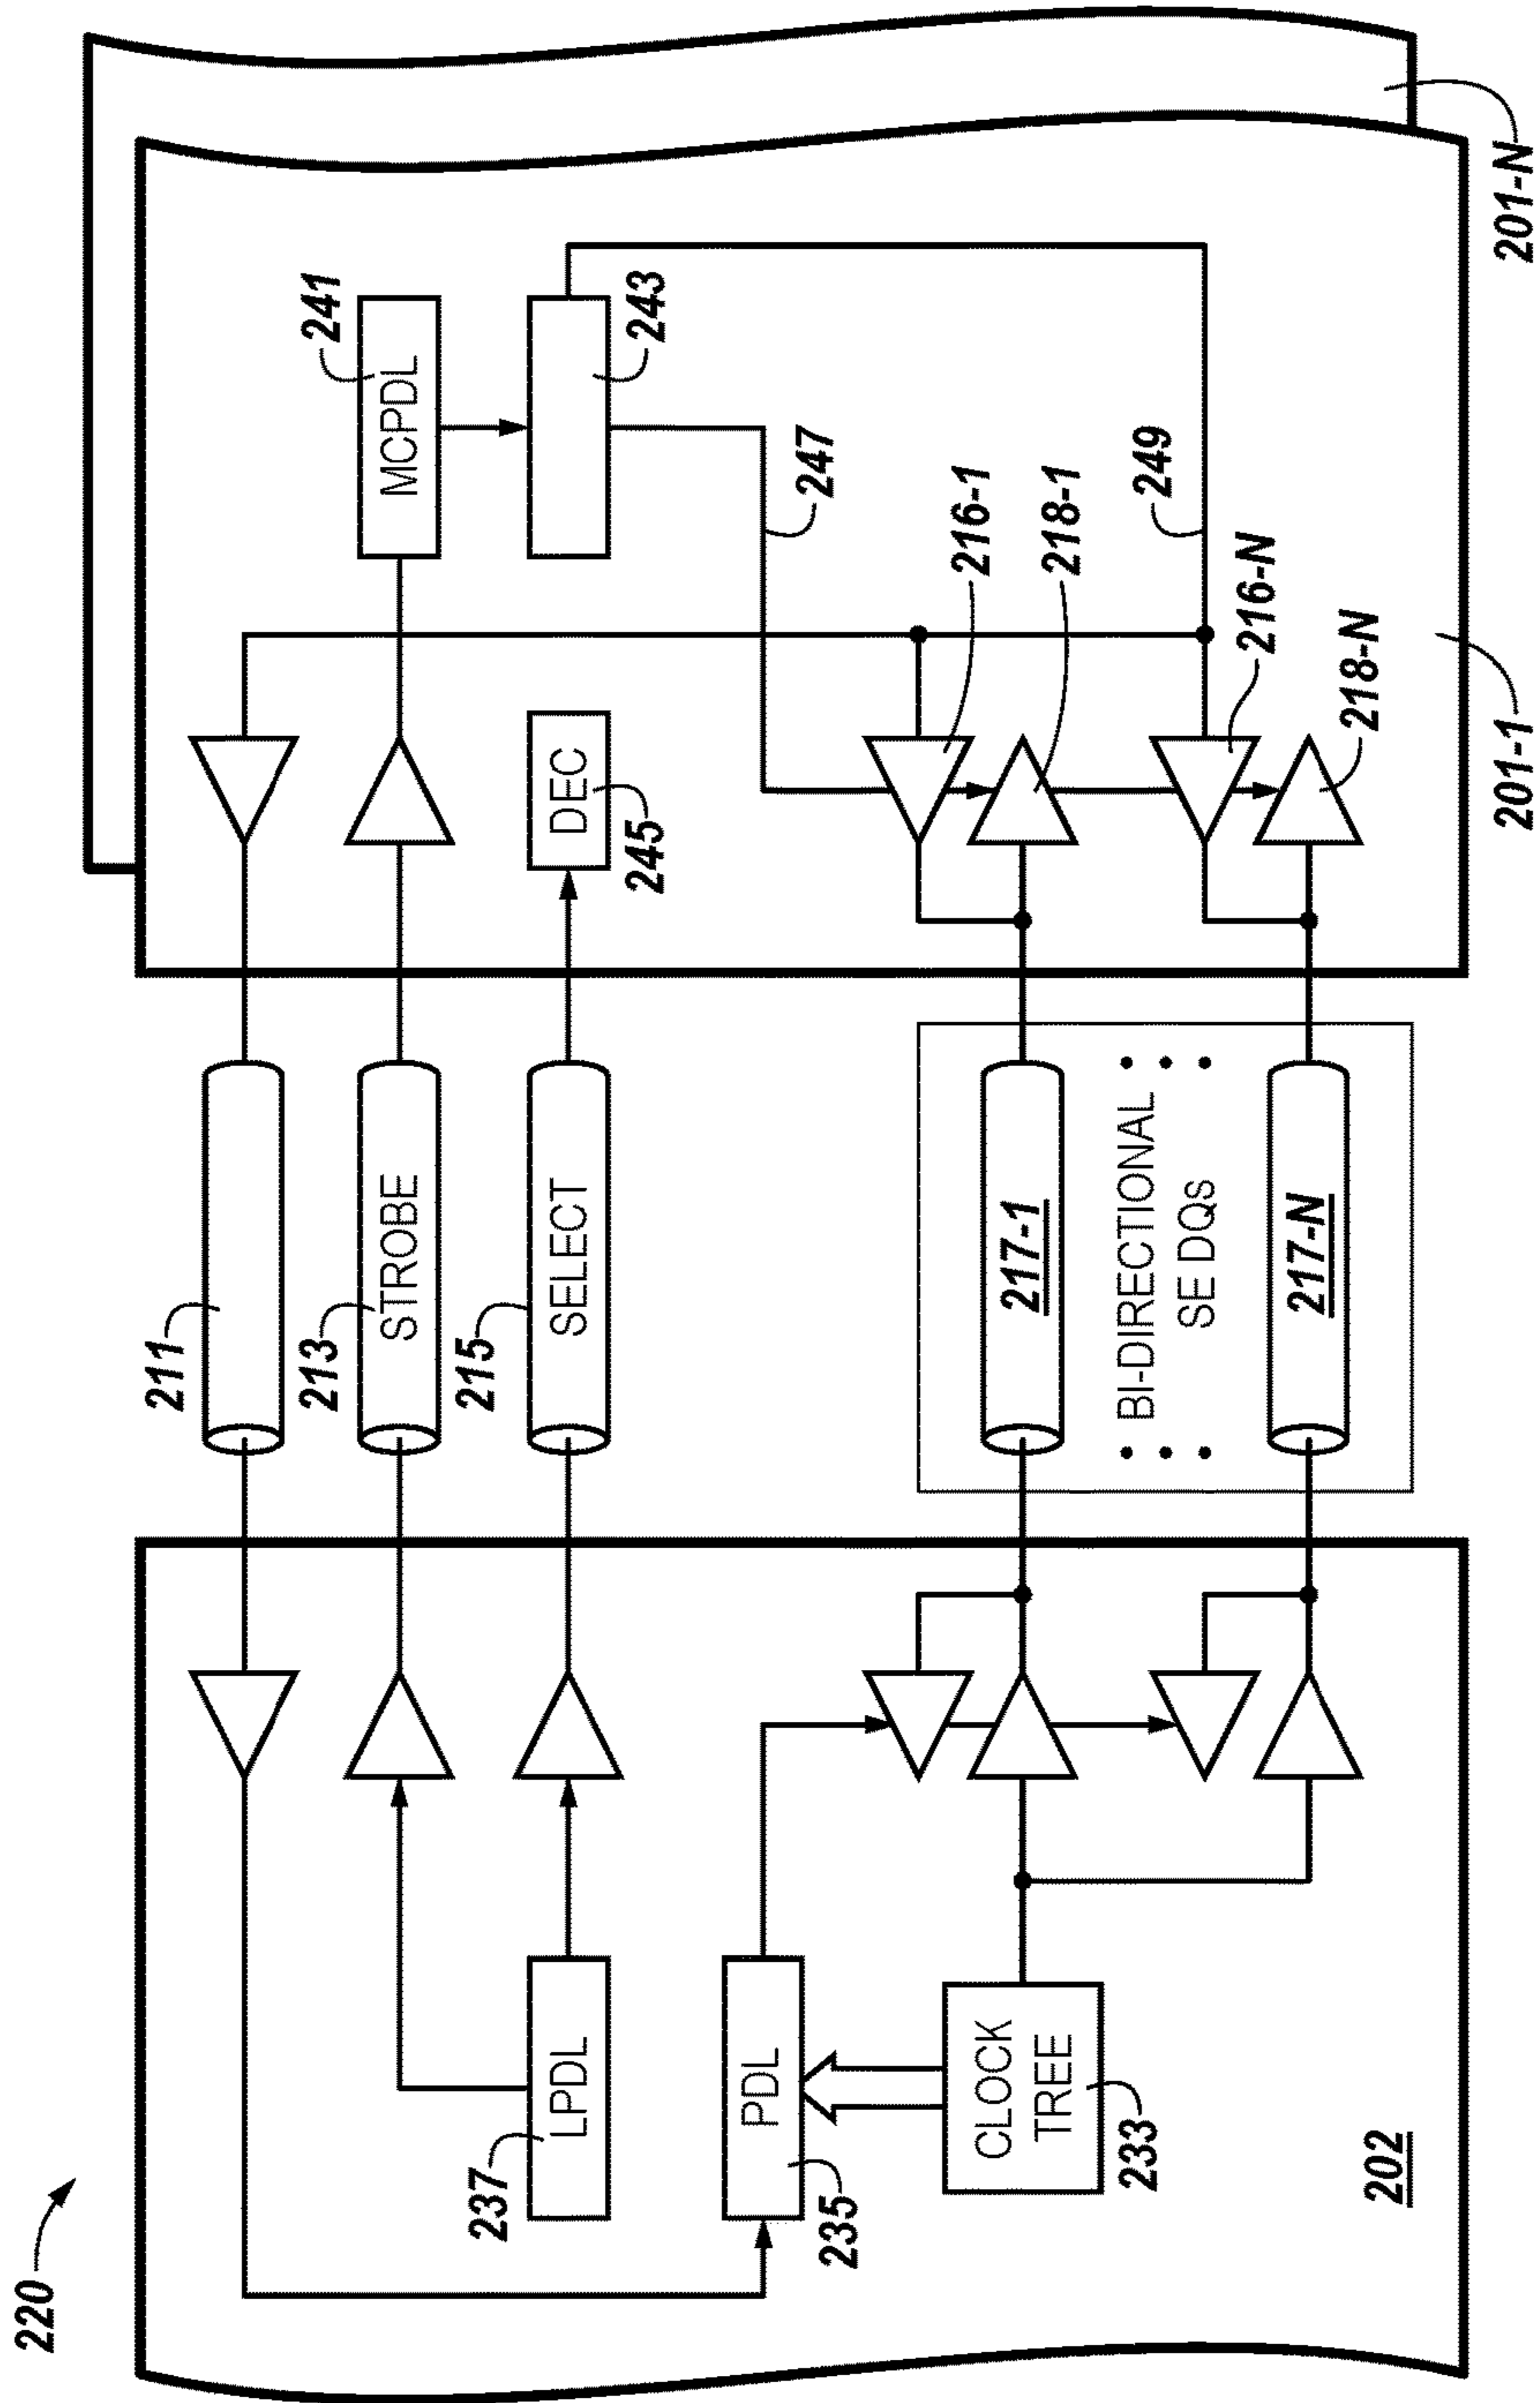 220
211
213
STROBE
215
SELECT
237
LPDL
235
PDL
CLOCK
TREE
233
202
217-1
BI-DIRECTIONAL
SE DQs
217-N
241
MCPDL
243
DEC
245
247
216-1
218-1
249
216-N
218-N
201-1
201-N